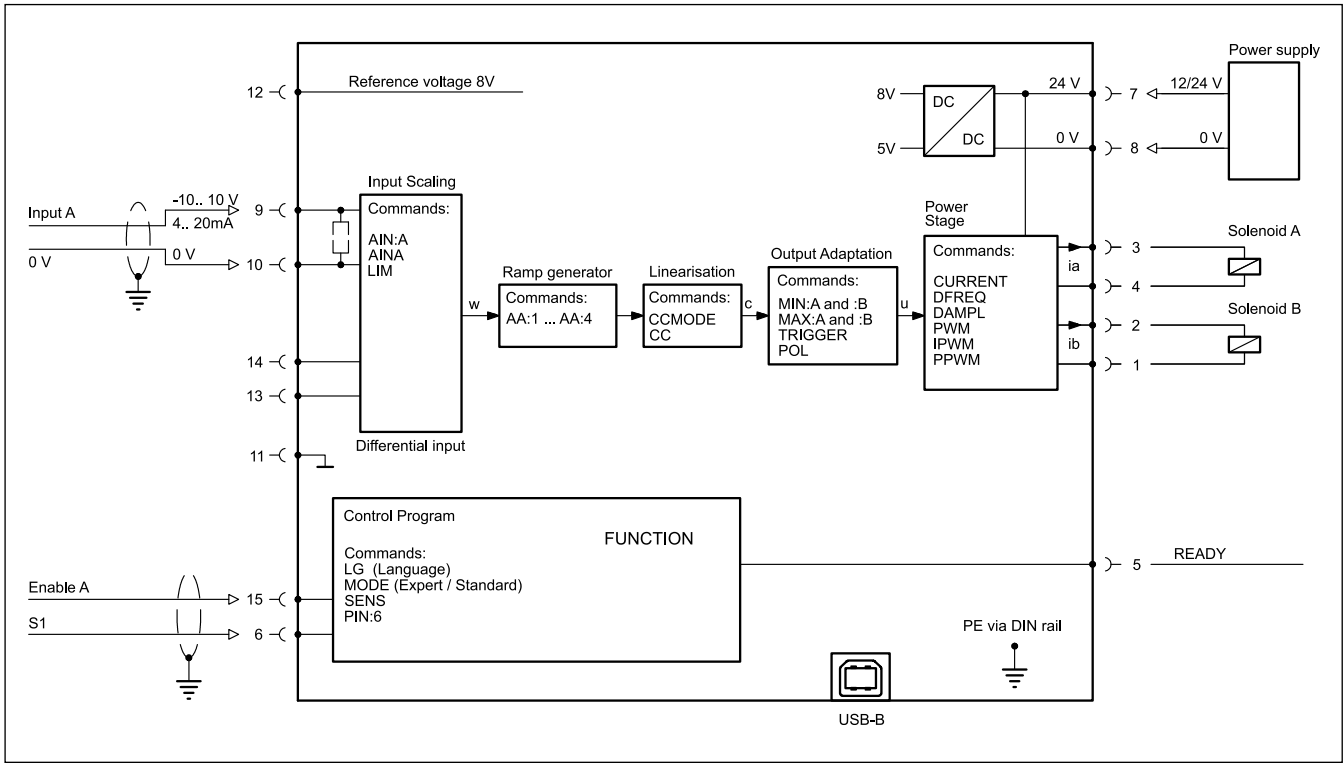 Power supply
12
Reference voltage 8V
8V
DC
DC
5V
24 V
7
12/24 V
0 V
8
0 V
Input Scaling
Commands:
AIN:A
AINA
LIM
Differential input
Input A
-10.. 10 V
4.. 20mA
9
0 V
0 V
10
14
13
11
w
Ramp generator
Commands:
AA:1 ... AA:4
Linearisation
Commands:
CCMODE
CC
c
Output Adaptation
Commands:
MIN:A and :B
MAX:A and :B
TRIGGER
POL
u
Power
Stage
Commands:
CURRENT
DFREQ
DAMPL
PWM
IPWM
PPWM
ia
ib
3
4
2
1
Solenoid A
Solenoid B
Control Program
FUNCTION
Commands:
LG (Language)
MODE (Expert / Standard)
SENS
PIN:6
Enable A
15
S1
6
5
READY
PE via DIN rail
USB-B